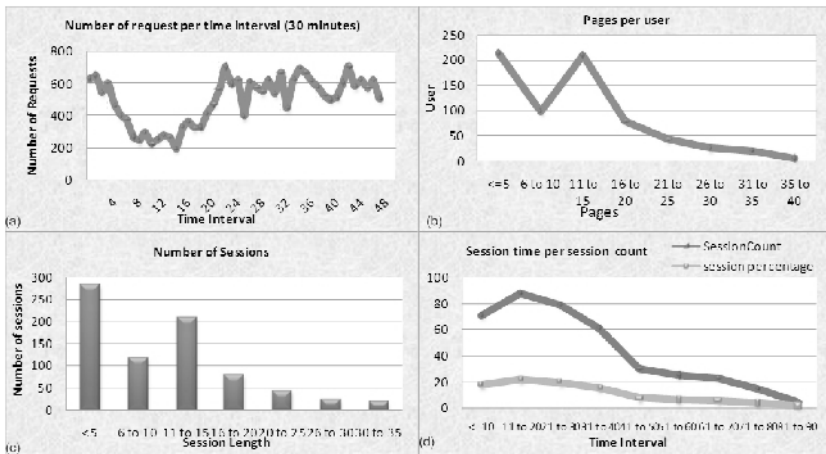 Number of request per time interval (30 minutes)
Number of Requests
800
600
400
200
0
4 8 12 16 20 24 28 32 36 40 44 48
Time Interval
(a)
Pages per user
User
250
200
150
100
50
0
<=5 6 to 10 11 to 15 16 to 20 21 to 25 26 to 30 31 to 35 35 to 40
Pages
(b)
Number of Sessions
Number of sessions
300
250
200
150
100
50
0
<5 6 to 10 11 to 15 16 to 20 20 to 25 26 to 30 30 to 35
Session Length
(c)
Session time per session count
SessionCount
session percentage
100
80
60
40
20
0
Time Interval
(d)